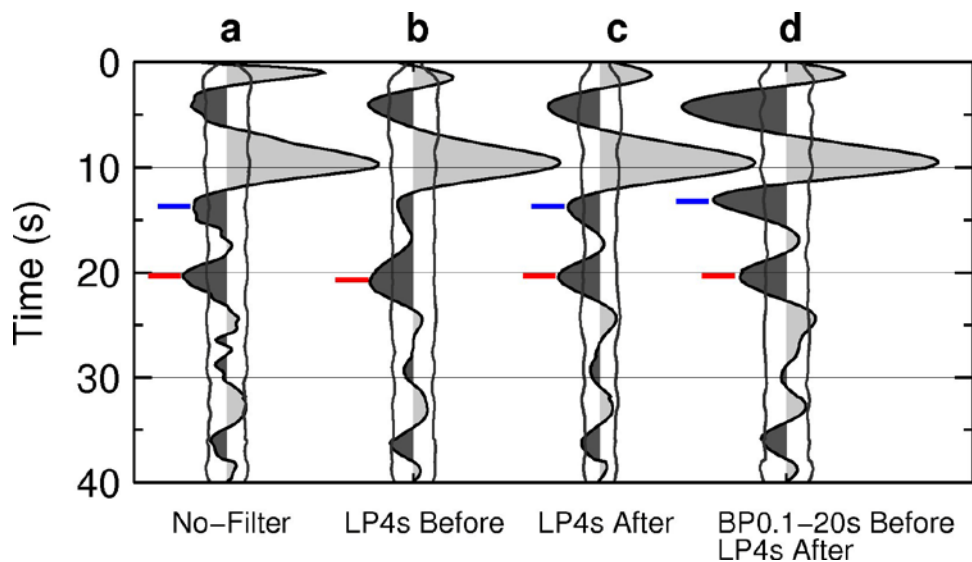 a b c d
0
10
20
30
40
Time (s)
No-Filter LP4s Before LP4s After BP0.1-20s Before
LP4s After